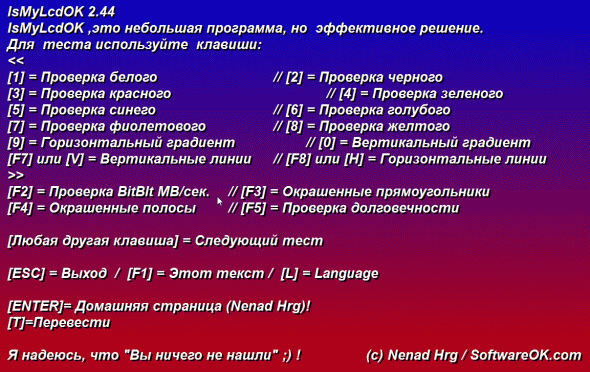 IsMyLcdOK 2.44
IsMyLcdOK ,это небольшая программа, но эффективное решение.
Для теста используйте клавиши:
<<
[1] = Проверка белого // [2] = Проверка черного
[3] = Проверка красного // [4] = Проверка зеленого
[5] = Проверка синего // [6] = Проверка голубого
[7] = Проверка фиолетового // [8] = Проверка желтого
[9] = Горизонтальный градиент // [0] = Вертикальный градиент
[F7] или [V] = Вертикальные линии // [F8] или [H] = Горизонтальные линии
>>
[F2] = Проверка BitBlt MB/сек. // [F3] = Окрашенные прямоугольники
[F4] = Окрашенные полосы // [F5] = Проверка долговечности
[Любая другая клавиша] = Следующий тест
[ESC] = Выход / [F1] = Этот текст / [L] = Language
[ENTER]= Домашняя страница (Nenad Hrg)!
[T]=Перевести
Я надеюсь, что "Вы ничего не нашли" ;) ! (c) Nenad Hrg / SoftwareOK.com